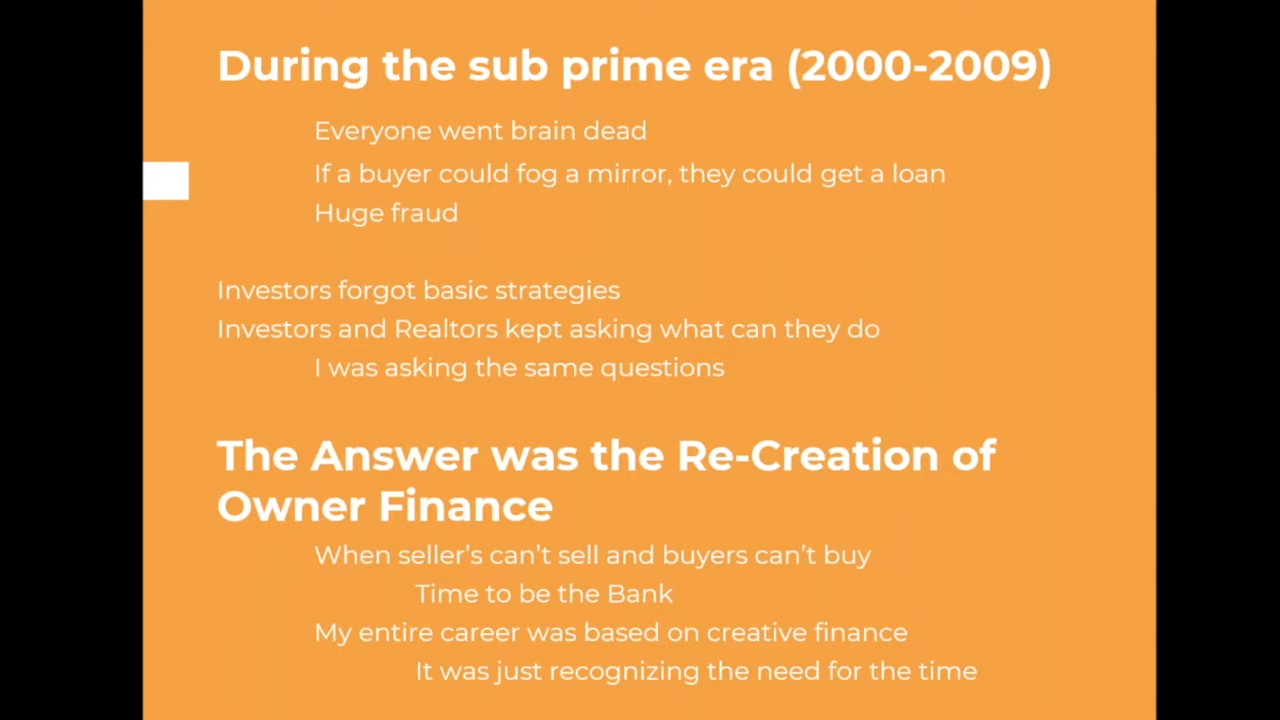 During the sub prime era (2000-2009)
Everyone went brain dead
If a buyer could fog a mirror, they could get a loan
Huge fraud
Investors forgot basic strategies
Investors and Realtors kept asking what can they do
I was asking the same questions
The Answer was the Re-Creation of
Owner Finance
When seller's can't sell and buyers can't buy
Time to be the Bank
My entire career was based on creative finance
It was just recognizing the need for the time